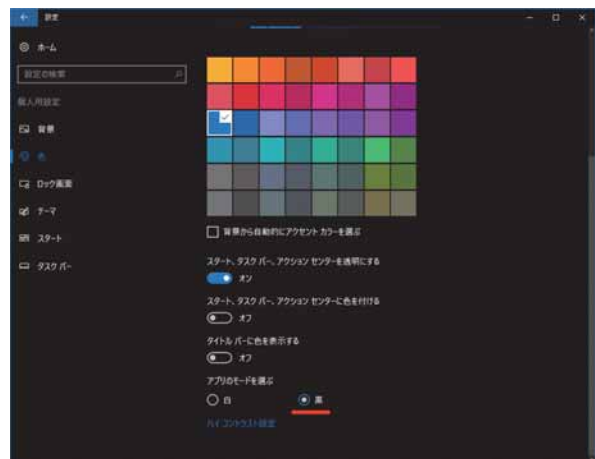 設定
ホーム
設定の検索
個人用設定
背景
色
ロック画面
テーマ
スタート
タスク バー
背景から自動的にアクセント カラーを選ぶ
スタート、タスク バー、アクション センターを透明にする
オン
スタート、タスク バー、アクション センターに色を付ける
オフ
タイトル バーに色を表示する
オフ
アプリのモードを選ぶ
白 黒
ハイ コントラスト設定